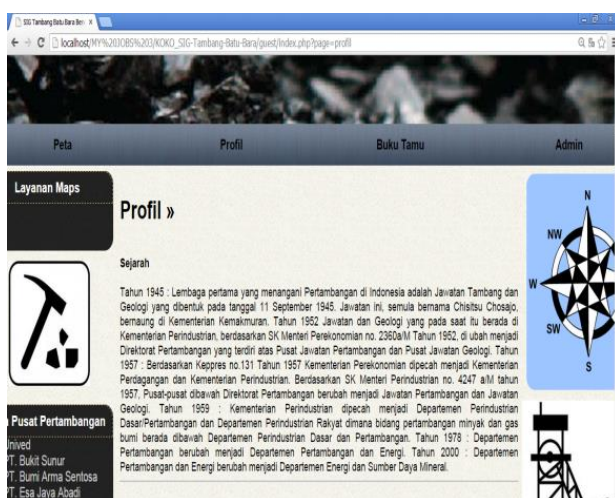 SIG Tambang Batu Bara Ben
localhost/MY%20JOBS%203/KOKO_SIG-Tambang-Batu-Bara/guest/index.php?page=profil
Peta Profil Buku Tamu Admin
Layanan Maps
Profil »
Sejarah
Tahun 1945 : Lembaga pertama yang menangani Pertambangan di Indonesia adalah Jawatan Tambang dan
Geologi yang dibentuk pada tanggal 11 September 1945. Jawatan ini, semula bernama Chisitsu Chosajo,
bernaung di Kementerian Kemakmuran. Tahun 1952 Jawatan dan Geologi yang pada saat itu berada di
Kementerian Perindustrian, berdasarkan SK Menteri Perekonomian no. 2360a/M Tahun 1952, di ubah menjadi
Direktorat Pertambangan yang terdiri atas Pusat Jawatan Pertambangan dan Pusat Jawatan Geologi. Tahun
1957 : Berdasarkan Keppres no.131 Tahun 1957 Kementerian Perekonomian dipecah menjadi Kementerian
Perdagangan dan Kementerian Perindustrian. Berdasarkan SK Menteri Perindustrian no. 4247 a/M tahun
1957, Pusat-pusat dibawah Direktorat Pertambangan berubah menjadi Jawatan Pertambangan dan Jawatan
Geologi. Tahun 1959 : Kementerian Perindustrian dipecah menjadi Departemen Perindustrian
Dasar/Pertambangan dan Departemen Perindustrian Rakyat dimana bidang pertambangan minyak dan gas
bumi berada dibawah Departemen Perindustrian Dasar dan Pertambangan. Tahun 1978 : Departemen
Pertambangan berubah menjadi Departemen Pertambangan dan Energi. Tahun 2000 : Departemen
Pertambangan dan Energi berubah menjadi Departemen Energi dan Sumber Daya Mineral.
N
NW
W
SW
S
Pusat Pertambangan
Unived
PT. Bukit Sunur
PT. Bumi Arma Sentosa
PT. Esa Jaya Abadi